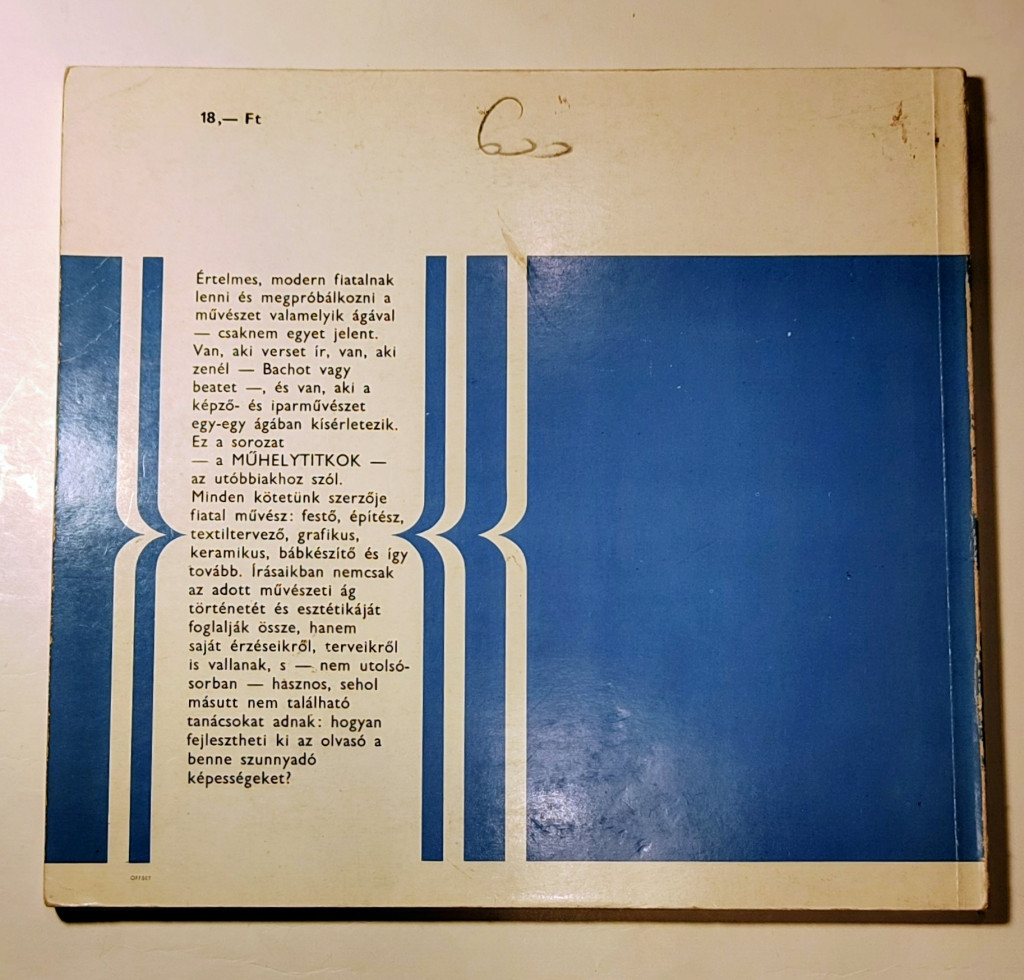 18,— Ft
600
Értelmes, modern fiatalnak
lenni és megpróbálkozni a
művészet valamelyik ágával
— csaknem egyet jelent.
Van, aki verset ír, van, aki
zenél — Bachot vagy
beatet —, és van, aki a
képző- és iparművészet
egy-egy ágában kísérletezik.
Ez a sorozat
— a MŰHELYTITKOK —
az utóbbiakhoz szól.
Minden kötetünk szerzője
fiatal művész: festő, építész,
textiltervező, grafikus,
keramikus, bábkészítő és így
tovább. Írásaikban nemcsak
az adott művészeti ág
történetét és esztétikáját
foglalják össze, hanem
saját érzéseikről, terveikről
is vallanak, s — nem utolsó-
sorban — hasznos, sehol
másutt nem található
tanácsokat adnak: hogyan
fejlesztheti ki az olvasó a
benne szunnyadó
képességeket?